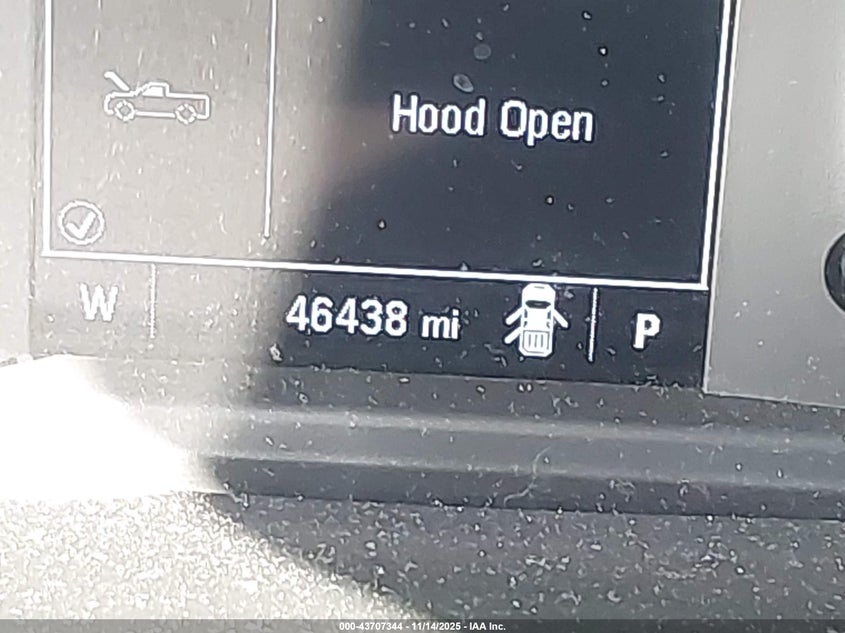 Hood Open
W
46438 mi
P
000-43707344 - 11/14/2025 - IAA Inc.